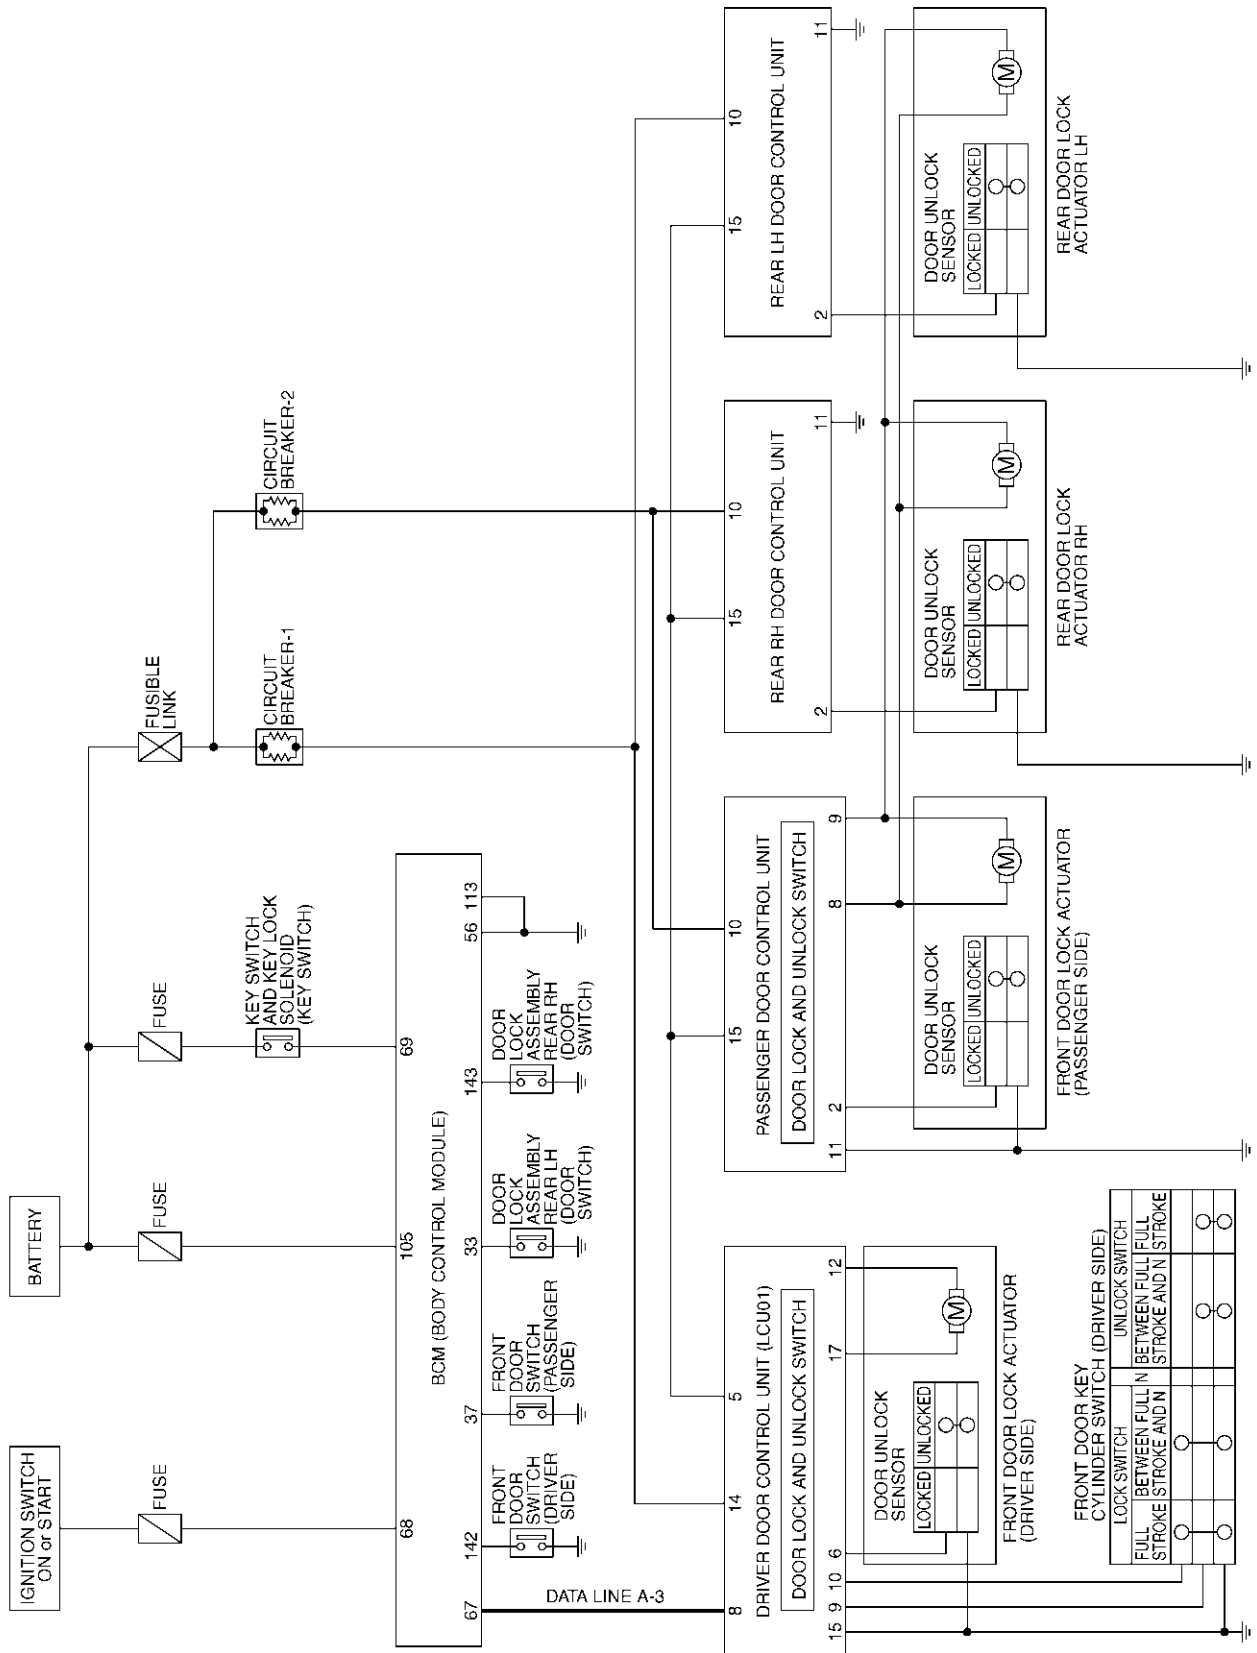 IGNITION SWITCH
ON or START
BATTERY
FUSE
FUSE
FUSE
FUSIBLE
LINK
KEY SWITCH
AND KEY LOCK
SOLENOID
(KEY SWITCH)
CIRCUIT
BREAKER-1
CIRCUIT
BREAKER-2
68
105
69
BCM (BODY CONTROL MODULE)
67
142
37
33
143
56
113
FRONT
DOOR
SWITCH
(DRIVER
SIDE)
FRONT
DOOR
SWITCH
(PASSENGER
SIDE)
DOOR
LOCK
ASSEMBLY
REAR LH
(DOOR
SWITCH)
DOOR
LOCK
ASSEMBLY
REAR RH
(DOOR
SWITCH)
DATA LINE A-3
8
14
5
DRIVER DOOR CONTROL UNIT (LCU01)
DOOR LOCK AND UNLOCK SWITCH
15
9
10
6
17
12
15
10
PASSENGER DOOR CONTROL UNIT
DOOR LOCK AND UNLOCK SWITCH
11
2
8
9
15
10
REAR RH DOOR CONTROL UNIT
2
11
15
10
REAR LH DOOR CONTROL UNIT
2
11
DOOR UNLOCK
SENSOR
LOCKED UNLOCKED
M
FRONT DOOR LOCK ACTUATOR
(DRIVER SIDE)
DOOR UNLOCK
SENSOR
LOCKED UNLOCKED
M
FRONT DOOR LOCK ACTUATOR
(PASSENGER SIDE)
DOOR UNLOCK
SENSOR
LOCKED UNLOCKED
M
REAR DOOR LOCK
ACTUATOR RH
DOOR UNLOCK
SENSOR
LOCKED UNLOCKED
M
REAR DOOR LOCK
ACTUATOR LH
FRONT DOOR KEY
CYLINDER SWITCH (DRIVER SIDE)
LOCK SWITCH
UNLOCK SWITCH
FULL
STROKE
BETWEEN FULL
STROKE AND N
N
BETWEEN FULL
STROKE AND N
FULL
STROKE